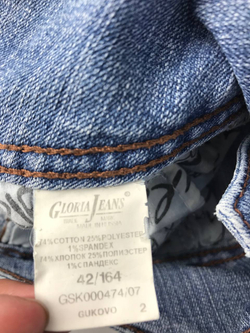 GLORIA JEANS
74%COTTON 25%POLYESTER
1%SPANDEX
74%ХЛОПОК 25%ПОЛИЭСТЕР
1%СПАНДЕКС
42/164
GSK000474/07
GUKOVO 2